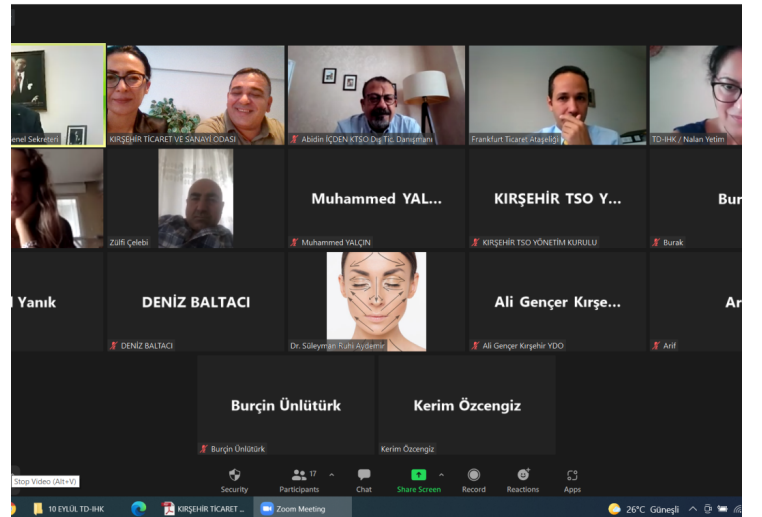 enel Sekreteri
KIRŞEHİR TİCARET VE SANAYİ ODASI
Abidin İÇDEN KTSO Dış Tic. Danışmanı
Frankfurt Ticaret Ataşeliği
TD-IHK / Nalan Yetim
Zülfi Çelebi
Muhammed YAL...
Muhammed YALÇIN
KIRŞEHİR TSO Y...
KIRŞEHİR TSO YÖNETİM KURULU
Bur
Burak
Yanık
DENİZ BALTACI
DENİZ BALTACI
Dr. Süleyman Ruhi Aydemir
Ali Gençer Kırşe...
Ali Gençer Kırşehir YDO
Ar
Arif
Burçin Ünlütürk
Burçin Ünlütürk
Kerim Özcengiz
Kerim Özcengiz
Stop Video (Alt+V)
Security
Participants
17
Chat
Share Screen
Record
Reactions
Apps
10 EYLÜL TD-IHK
KIRŞEHİR TİCARET ...
Zoom Meeting
26°C Güneşli